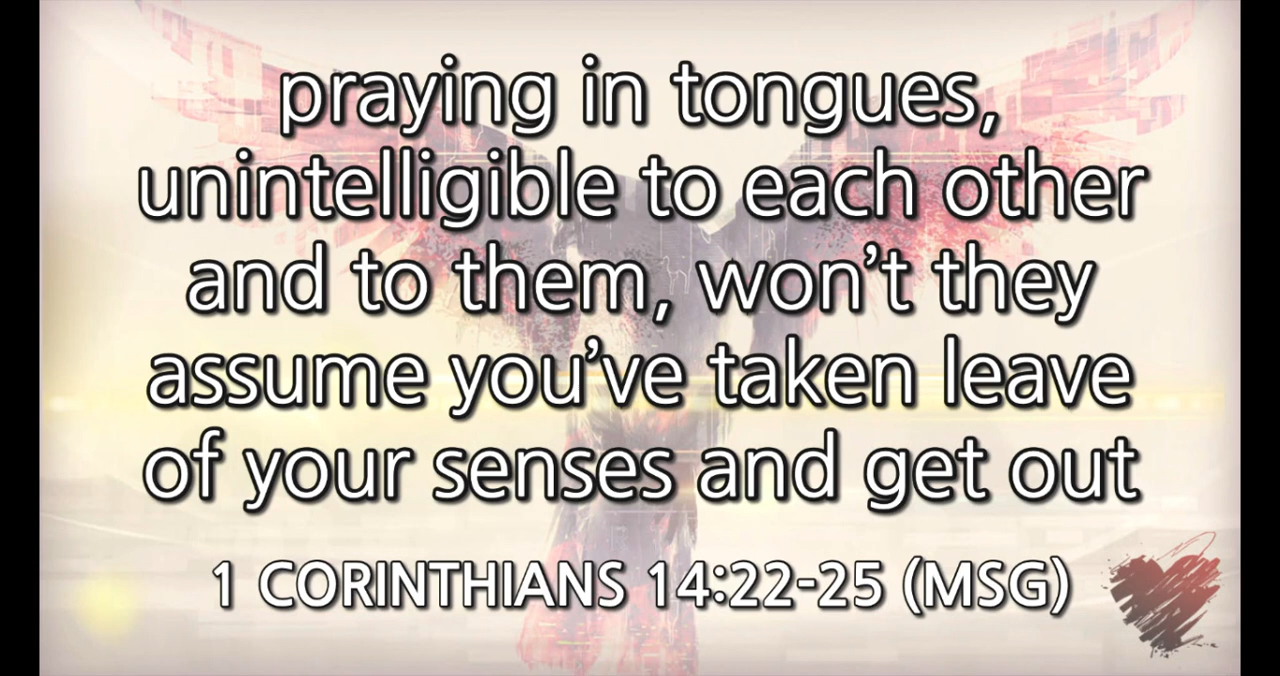 praying in tongues,
unintelligible to each other
and to them, won’t they
assume you’ve taken leave
of your senses and get out
1 CORINTHIANS 14:22-25 (MSG)